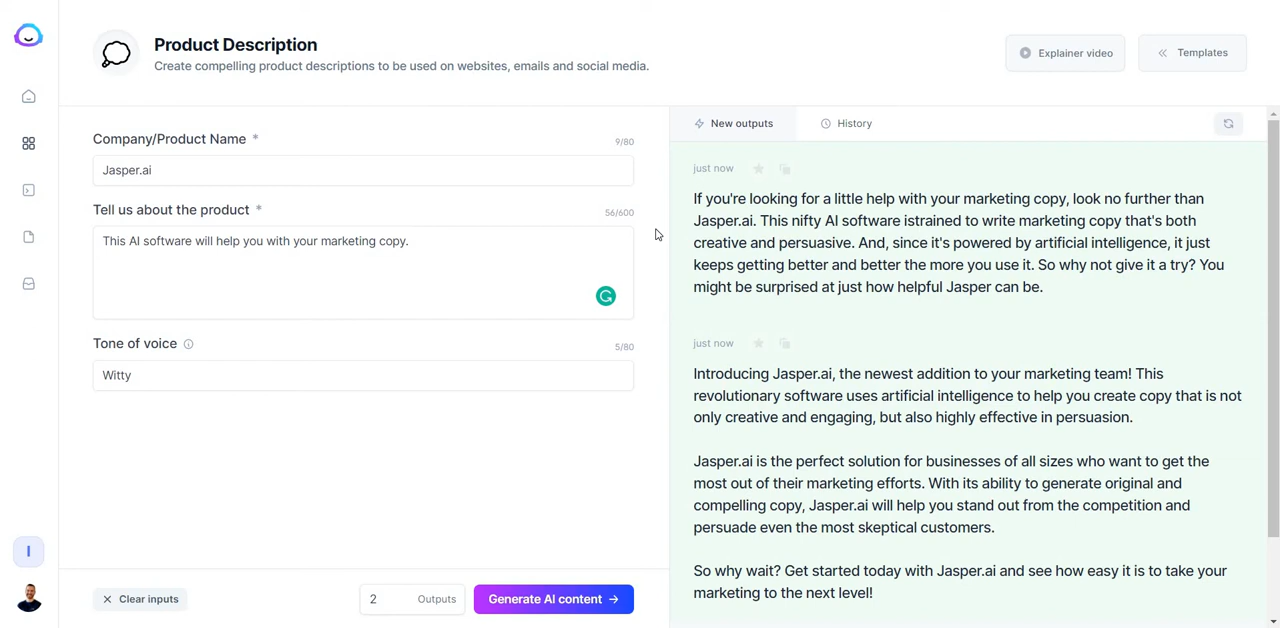 Product Description
Create compelling product descriptions to be used on websites, emails and social media.
Explainer video
Templates
Company/Product Name *
9/80
Jasper.ai
Tell us about the product *
56/600
This AI software will help you with your marketing copy.
Tone of voice
5/80
Witty
Clear inputs
2 Outputs
Generate AI content
New outputs
History
just now
If you're looking for a little help with your marketing copy, look no further than
Jasper.ai. This nifty AI software istrained to write marketing copy that's both
creative and persuasive. And, since it's powered by artificial intelligence, it just
keeps getting better and better the more you use it. So why not give it a try? You
might be surprised at just how helpful Jasper can be.
just now
Introducing Jasper.ai, the newest addition to your marketing team! This
revolutionary software uses artificial intelligence to help you create copy that is not
only creative and engaging, but also highly effective in persuasion.
Jasper.ai is the perfect solution for businesses of all sizes who want to get the
most out of their marketing efforts. With its ability to generate original and
compelling copy, Jasper.ai will help you stand out from the competition and
persuade even the most skeptical customers.
So why wait? Get started today with Jasper.ai and see how easy it is to take your
marketing to the next level!
I